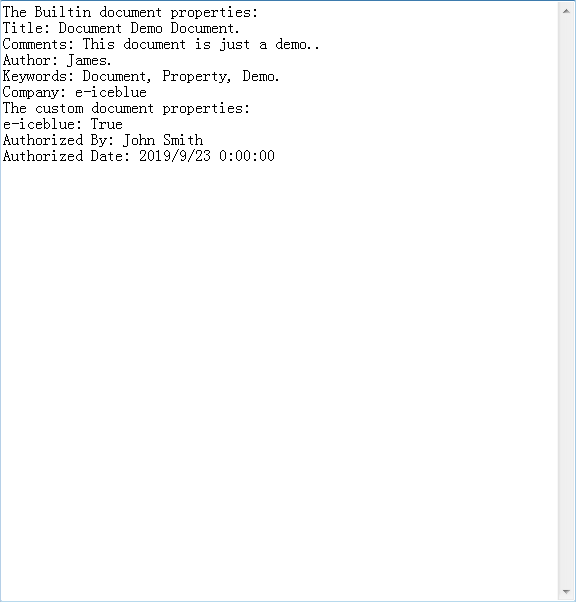 The Builtin document properties:
Title: Document Demo Document.
Comments: This document is just a demo..
Author: James.
Keywords: Document, Property, Demo.
Company: e-iceblue
The custom document properties:
e-iceblue: True
Authorized By: John Smith
Authorized Date: 2019/9/23 0:00:00